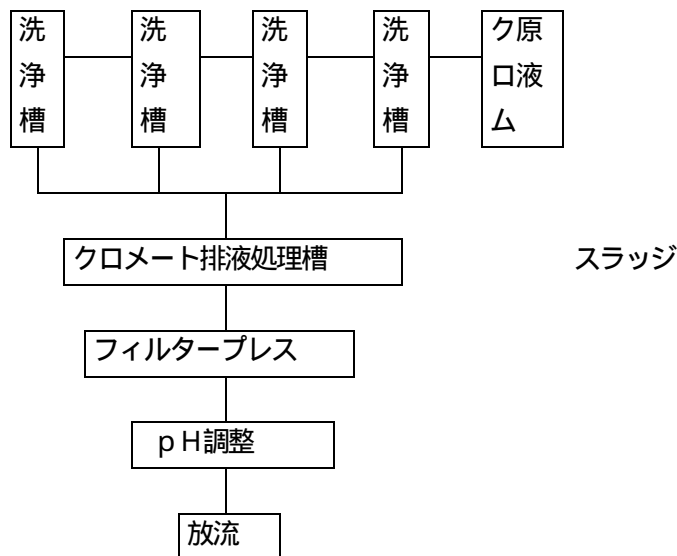 洗浄槽
洗浄槽
洗浄槽
洗浄槽
クロム
原液
クロメート排液処理槽
スラッジ
フィルタープレス
ｐＨ調整
放流